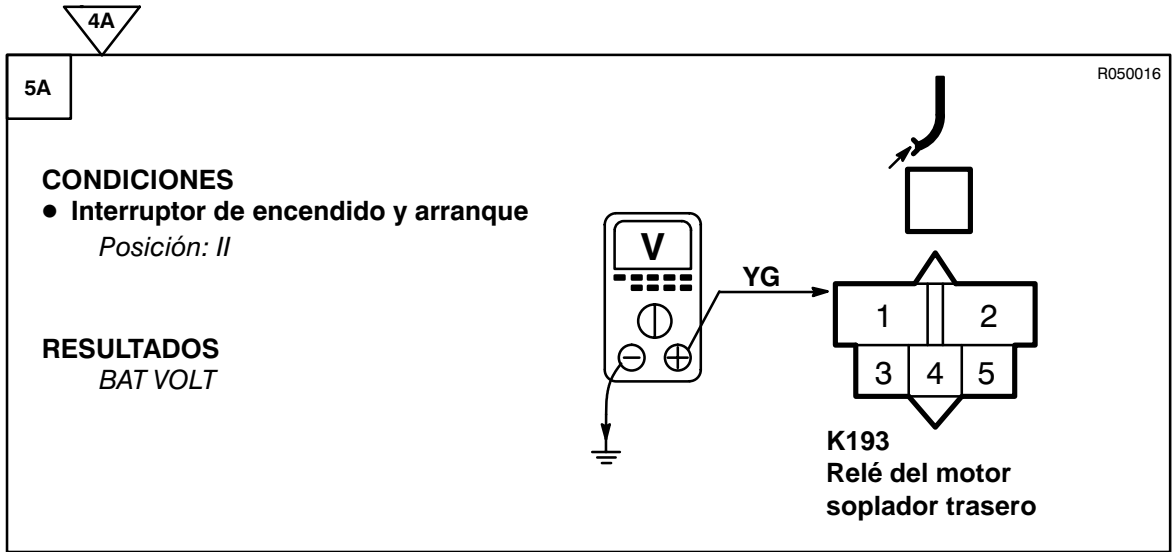 4A
5A
R050016
CONDICIONES
● Interruptor de encendido y arranque
Posición: II
RESULTADOS
BAT VOLT
V
YG
1 2
3 4 5
K193
Relé del motor
soplador trasero